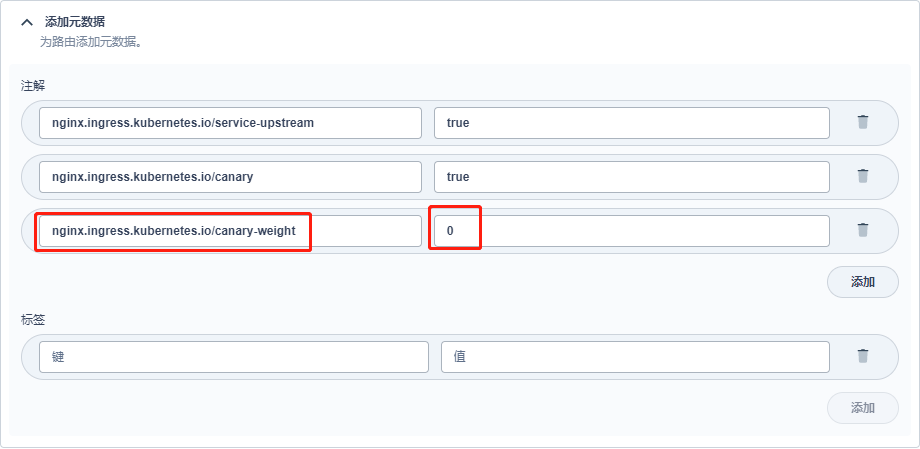 添加元数据
为路由添加元数据。
注解
nginx.ingress.kubernetes.io/service-upstream true
nginx.ingress.kubernetes.io/canary true
nginx.ingress.kubernetes.io/canary-weight 0
添加
标签
键 值
添加